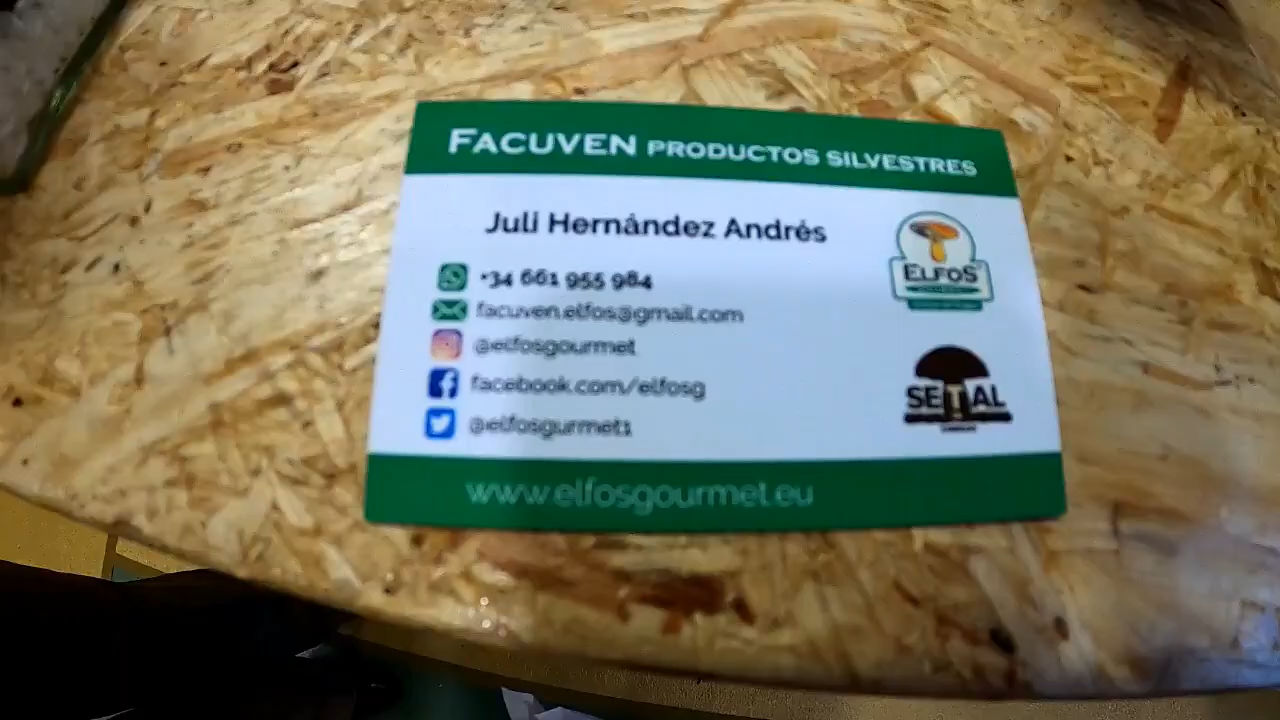 FACUVEN PRODUCTOS SILVESTRES
Juli Hernández Andrés
+34 661 955 984
facuven.elfos@gmail.com
@elfosgourmet
facebook.com/elfosg
@elfosgurmet1
www.elfosgourmet.eu
ELFOS
SETAL